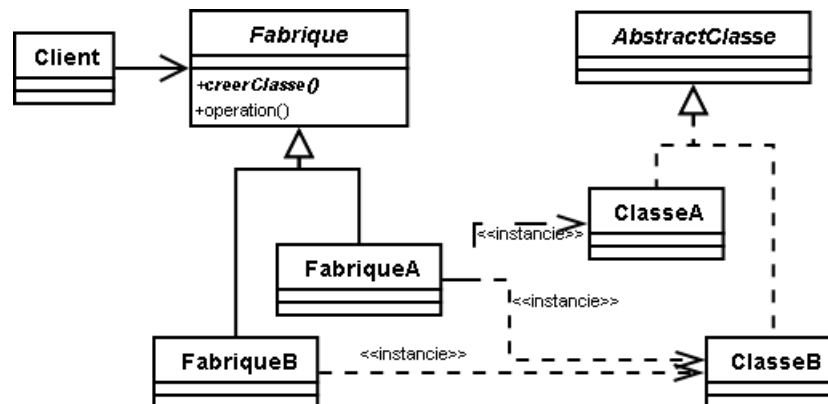 Fabrique
AbstractClasse
Client
+creerClasse()
+operation()
ClasseA
<<instancie>>
FabriqueA
<<instancie>>
FabriqueB
<<instancie>>
ClasseB